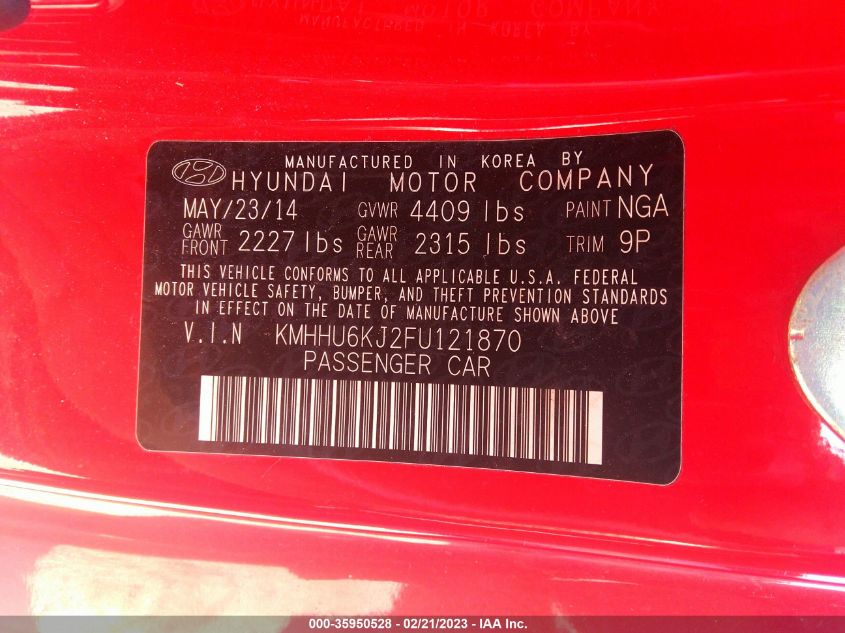 MANUFACTURED IN KOREA BY
HYUNDAI MOTOR COMPANY
MAY/23/14 GVWR 4409 lbs PAINT NGA
GAWR FRONT 2227 lbs GAWR REAR 2315 lbs TRIM 9P
THIS VEHICLE CONFORMS TO ALL APPLICABLE U.S.A. FEDERAL
MOTOR VEHICLE SAFETY, BUMPER, AND THEFT PREVENTION STANDARDS
IN EFFECT ON THE DATE OF MANUFACTURE SHOWN ABOVE
V.I.N KMHHU6KJ2FU121870
PASSENGER CAR
000-35950528 - 02/21/2023 - IAA Inc.